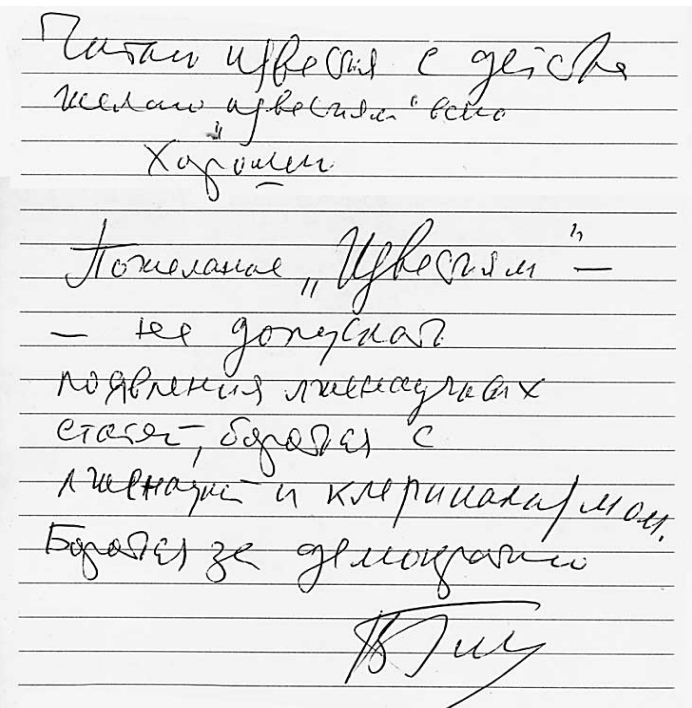 Читаю Известия с детства
желаю "Известиям" всего
хорошего
Пожелание „Известиям" —
— не допускать
появления лженаучных
статей, бороться с
лженаукой и клерикализмом.
Бороться за демократию